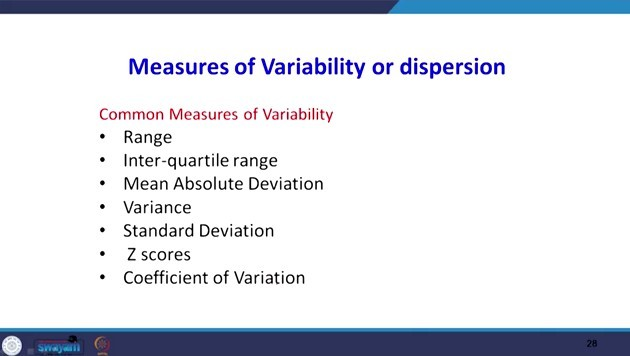 Measures of Variability or dispersion
Common Measures of Variability
• Range
• Inter-quartile range
• Mean Absolute Deviation
• Variance
• Standard Deviation
• Z scores
• Coefficient of Variation
swayam
28